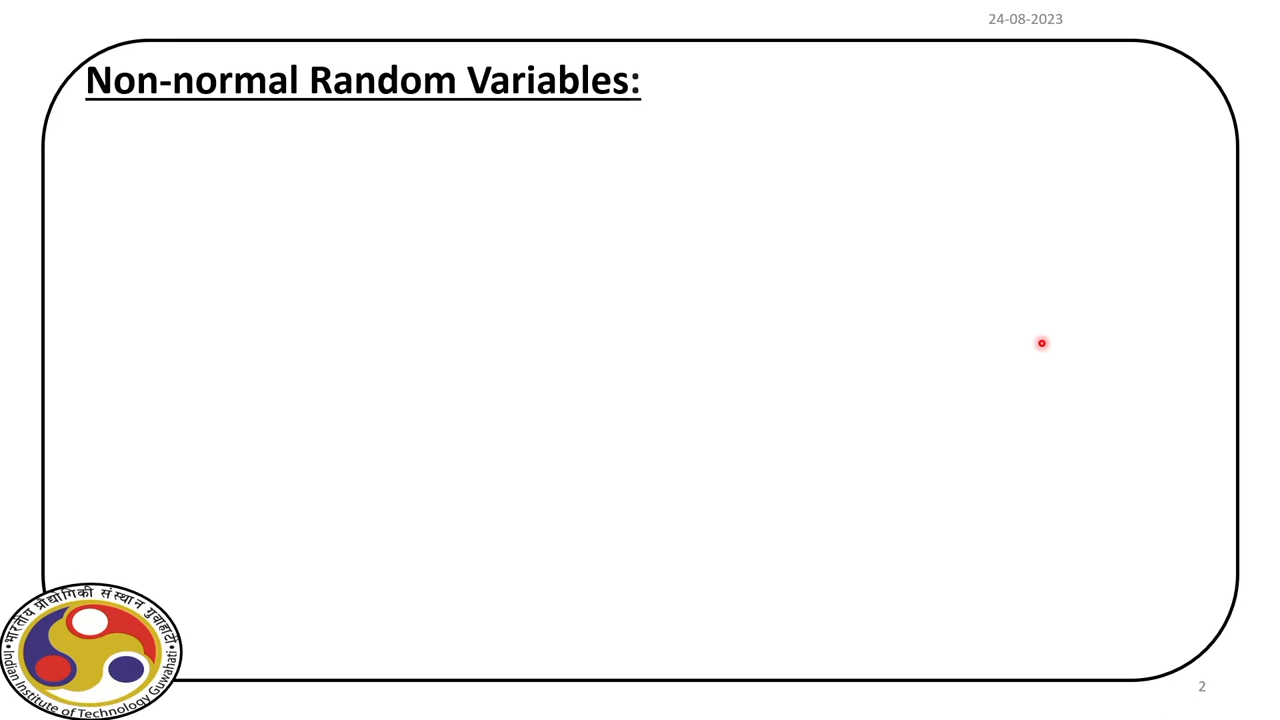 24-08-2023
Non-normal Random Variables:
भारतीय प्रौद्योगिकी संस्थान गुवाहाटी
Indian Institute of Technology Guwahati
2